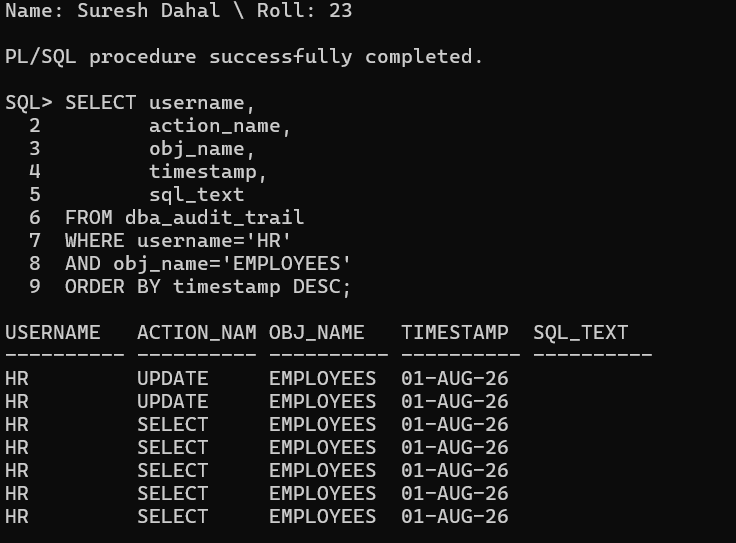 Name: Suresh Dahal \ Roll: 23
PL/SQL procedure successfully completed.
SQL> SELECT username,
  2         action_name,
  3         obj_name,
  4         timestamp,
  5         sql_text
  6  FROM dba_audit_trail
  7  WHERE username='HR'
  8  AND obj_name='EMPLOYEES'
  9  ORDER BY timestamp DESC;
USERNAME   ACTION_NAM OBJ_NAME   TIMESTAMP  SQL_TEXT
---------- ---------- ---------- ---------- ----------
HR         UPDATE     EMPLOYEES  01-AUG-26
HR         UPDATE     EMPLOYEES  01-AUG-26
HR         SELECT     EMPLOYEES  01-AUG-26
HR         SELECT     EMPLOYEES  01-AUG-26
HR         SELECT     EMPLOYEES  01-AUG-26
HR         SELECT     EMPLOYEES  01-AUG-26
HR         SELECT     EMPLOYEES  01-AUG-26